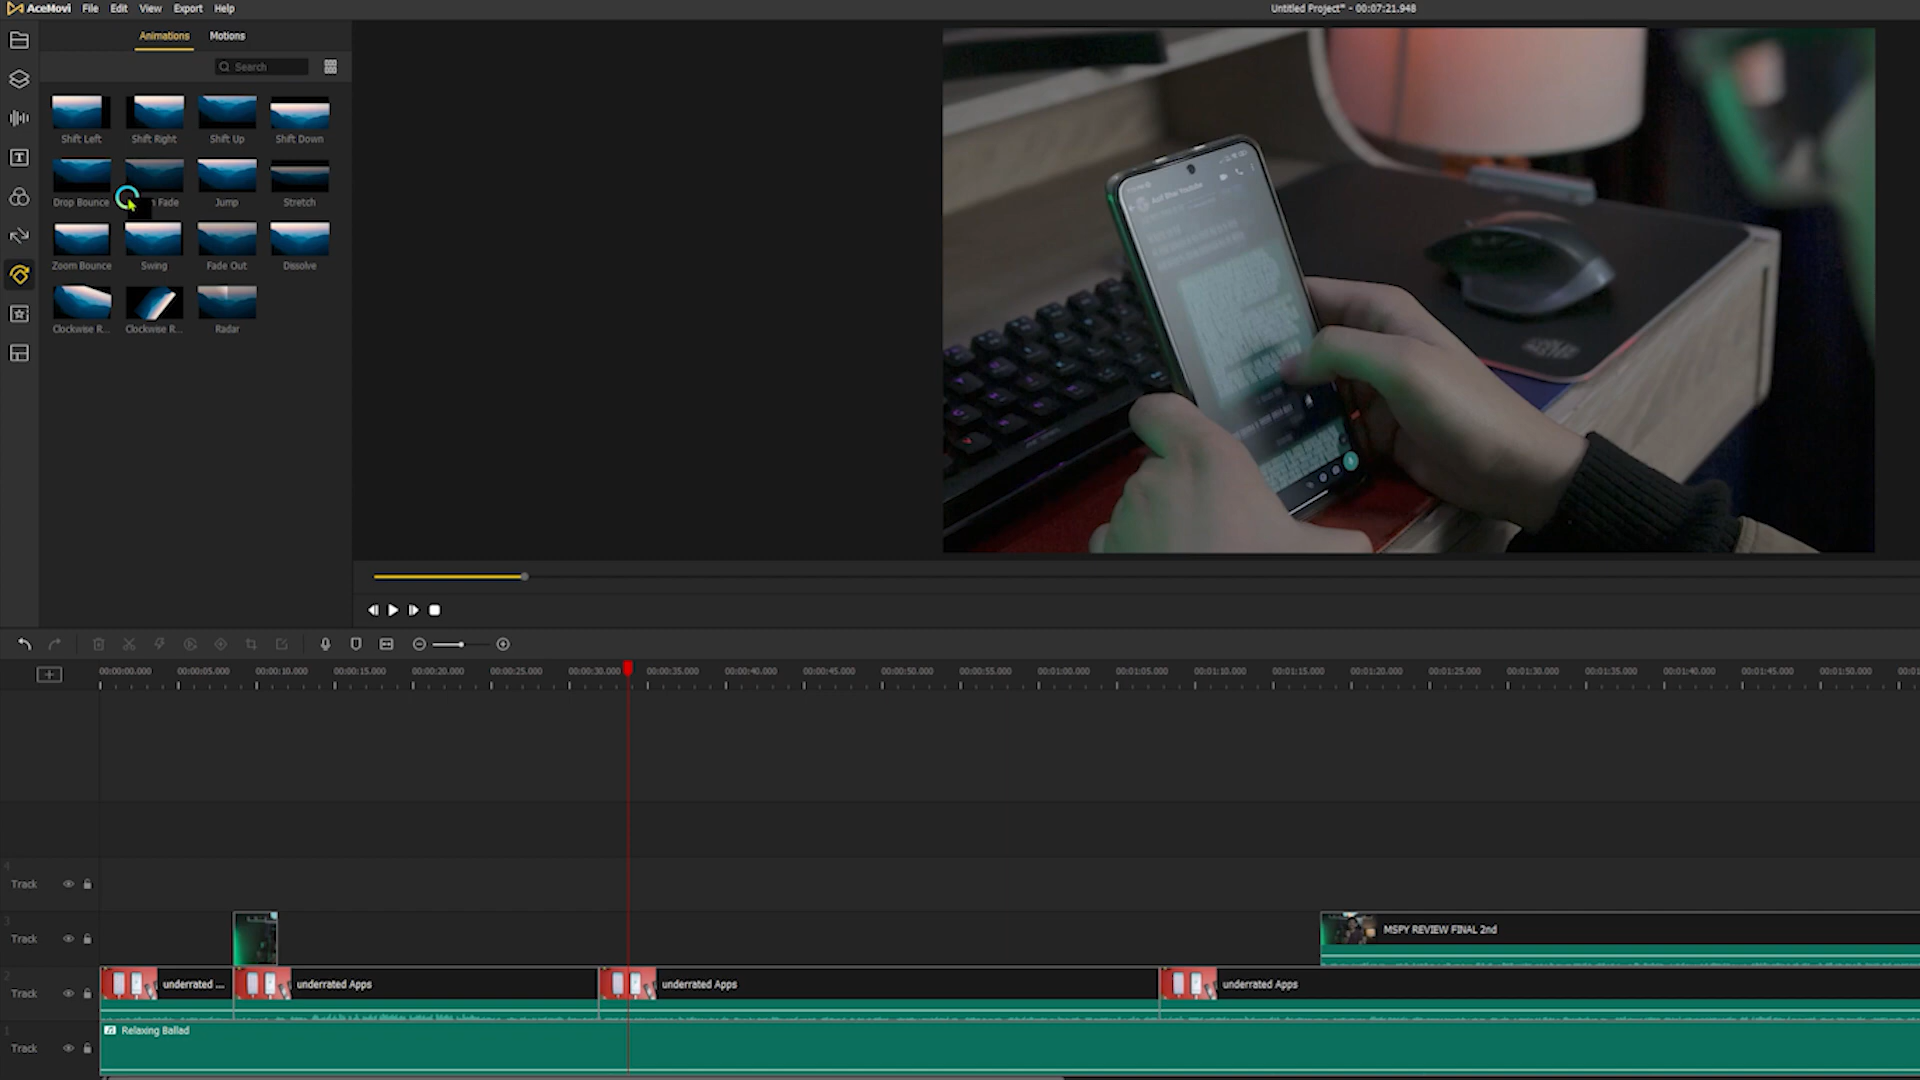 AceMovi File Edit View Export Help
Untitled Project* - 00:07:21.948
Animations Motions
Search
Shift Left Shift Right Shift Up Shift Down
Drop Bounce Fade Jump Stretch
Zoom Bounce Swing Fade Out Dissolve
Clockwise R... Clockwise R... Radar
00:00:00.000 00:00:05.000 00:00:10.000 00:00:15.000 00:00:20.000 00:00:25.000 00:00:30.000 00:00:35.000 00:00:40.000 00:00:45.000 00:00:50.000 00:00:55.000 00:01:00.000 00:01:05.000 00:01:10.000 00:01:15.000 00:01:20.000 00:01:25.000 00:01:30.000 00:01:35.000 00:01:40.000 00:01:45.000 00:01:50.000
4
Track
3
Track
MSPY REVIEW FINAL 2nd
2
Track
underrated ... underrated Apps underrated Apps underrated Apps
1
Track
Relaxing Ballad